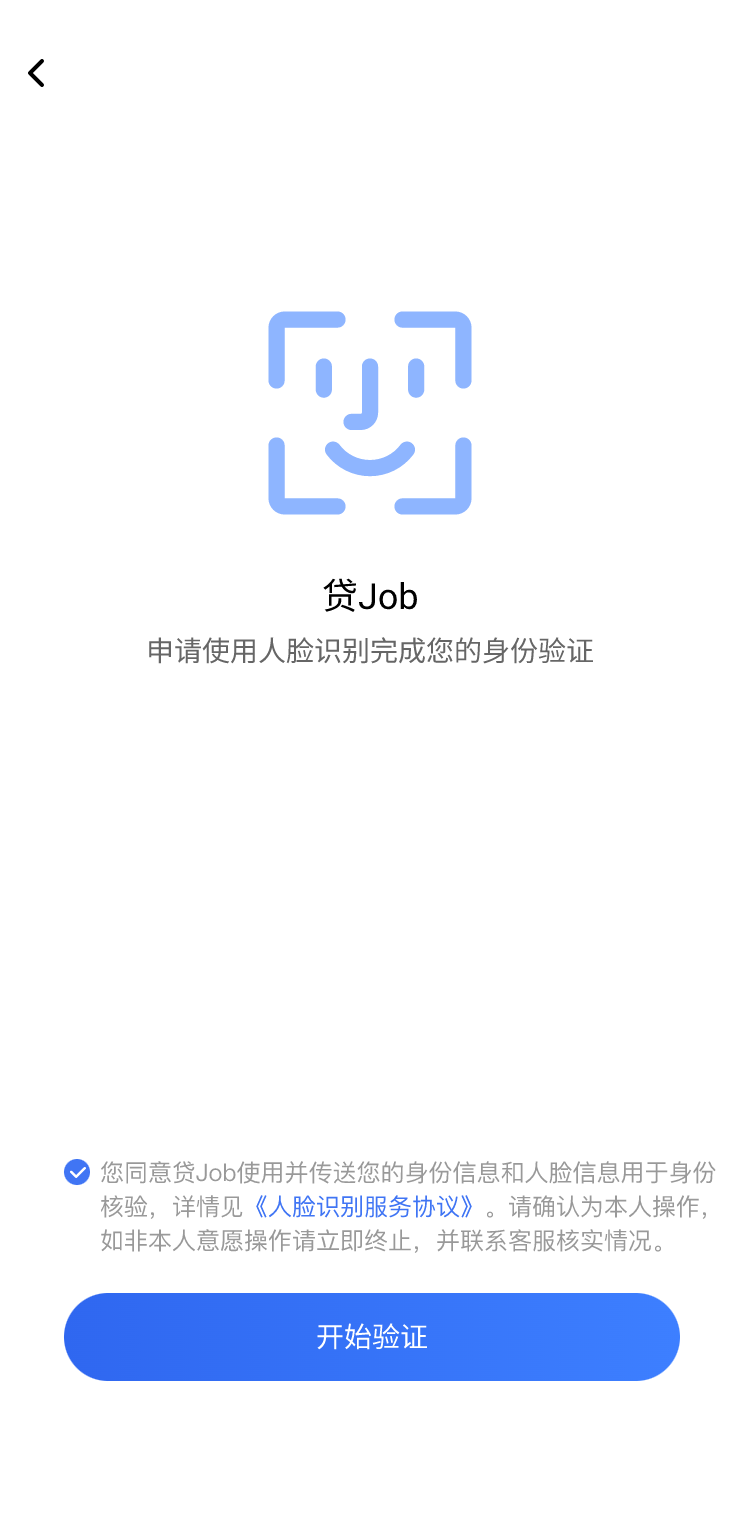 贷Job
申请使用人脸识别完成您的身份验证
您同意贷Job使用并传送您的身份信息和人脸信息用于身份
核验，详情见《人脸识别服务协议》。请确认为本人操作，
如非本人意愿操作请立即终止，并联系客服核实情况。
开始验证